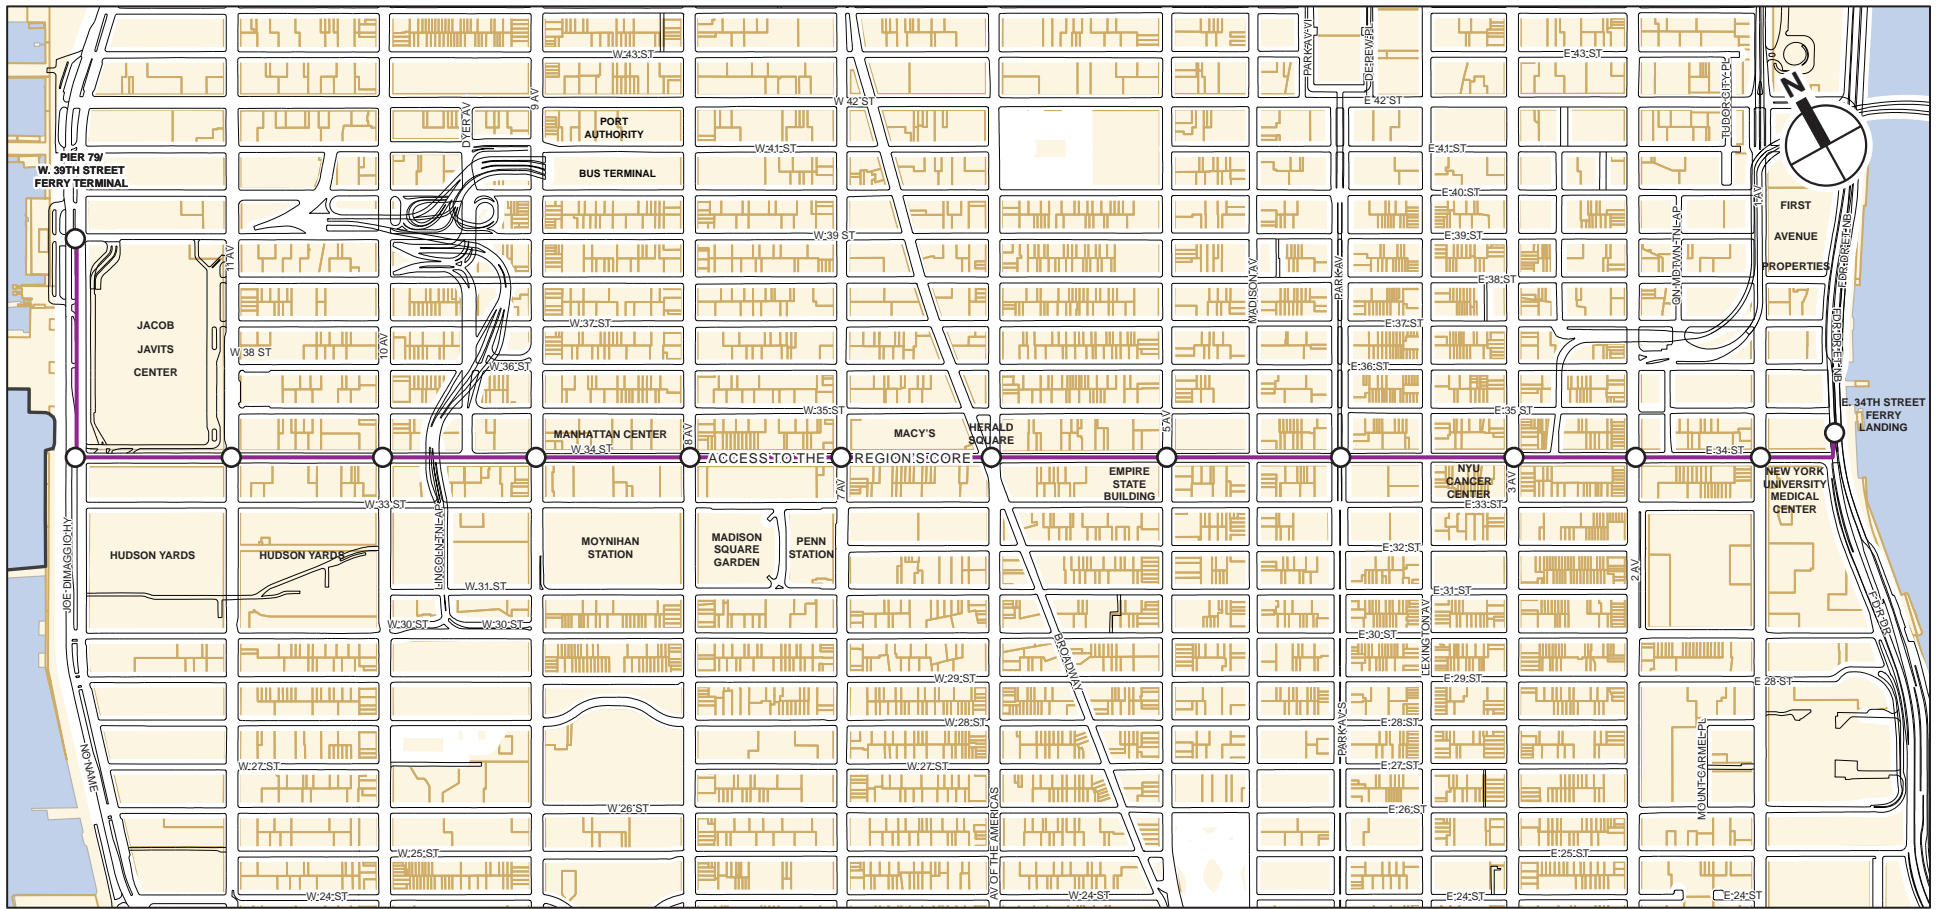 W 43 ST
E 43 ST
PARK AV VI
DEPEW PL
TUDOR CITY PL
N
9 AV
DYER AV
W 42 ST
E 42 ST
PORT
AUTHORITY
W 41 ST
E 41 ST
BUS TERMINAL
PIER 79/
W. 39TH STREET
FERRY TERMINAL
E 40 ST
1 AV
FIRST
AVENUE
PROPERTIES
W 39 ST
E 39 ST
11 AV
MADISON AV
PARK AV
QN MDTWN TNL AP
F D R DR ET NB
E 38 ST
JACOB
JAVITS
CENTER
W 37 ST
E 37 ST
F D R DR ET NB
W 38 ST
10 AV
W 36 ST
E 36 ST
W 35 ST
E 35 ST
E. 34TH STREET
FERRY
LANDING
MANHATTAN CENTER
8 AV
MACY'S
HERALD
SQUARE
5 AV
W 34 ST
E 34 ST
ACCESS TO THE REGION'S CORE
EMPIRE
STATE
BUILDING
NYU
CANCER
CENTER
3 AV
NEW YORK
UNIVERSITY
MEDICAL
CENTER
7 AV
W 33 ST
E 33 ST
JOE DIMAGGIO HY
LINCOLN TNL AP
HUDSON YARDS
HUDSON YARDS
MOYNIHAN
STATION
MADISON
SQUARE
GARDEN
PENN
STATION
E 32 ST
2 AV
W 31 ST
E 31 ST
W 30 ST
W 30 ST
E 30 ST
BROADWAY
LEXINGTON AV
F D R DR
W 29 ST
E 29 ST
E 28 ST
W 28 ST
E 28 ST
PARK AV S
MOUNT CARMEL PL
NO NAME
W 27 ST
W 27 ST
E 27 ST
W 26 ST
E 26 ST
AV OF THE AMERICAS
W 25 ST
E 25 ST
W 24 ST
W 24 ST
E 24 ST
E 24 ST